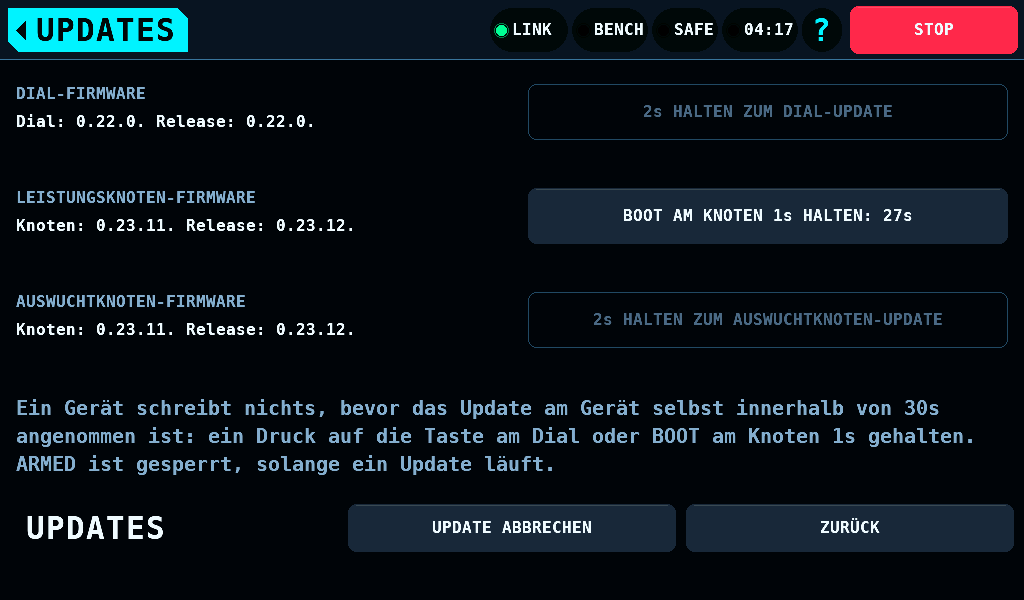 UPDATES
LINK
BENCH
SAFE
04:17
?
STOP
DIAL-FIRMWARE
Dial: 0.22.0. Release: 0.22.0.
2s HALTEN ZUM DIAL-UPDATE
LEISTUNGSKNOTEN-FIRMWARE
Knoten: 0.23.11. Release: 0.23.12.
BOOT AM KNOTEN 1s HALTEN: 27s
AUSWUCHTKNOTEN-FIRMWARE
Knoten: 0.23.11. Release: 0.23.12.
2s HALTEN ZUM AUSWUCHTKNOTEN-UPDATE
Ein Gerät schreibt nichts, bevor das Update am Gerät selbst innerhalb von 30s
angenommen ist: ein Druck auf die Taste am Dial oder BOOT am Knoten 1s gehalten.
ARMED ist gesperrt, solange ein Update läuft.
UPDATES
UPDATE ABBRECHEN
ZURÜCK